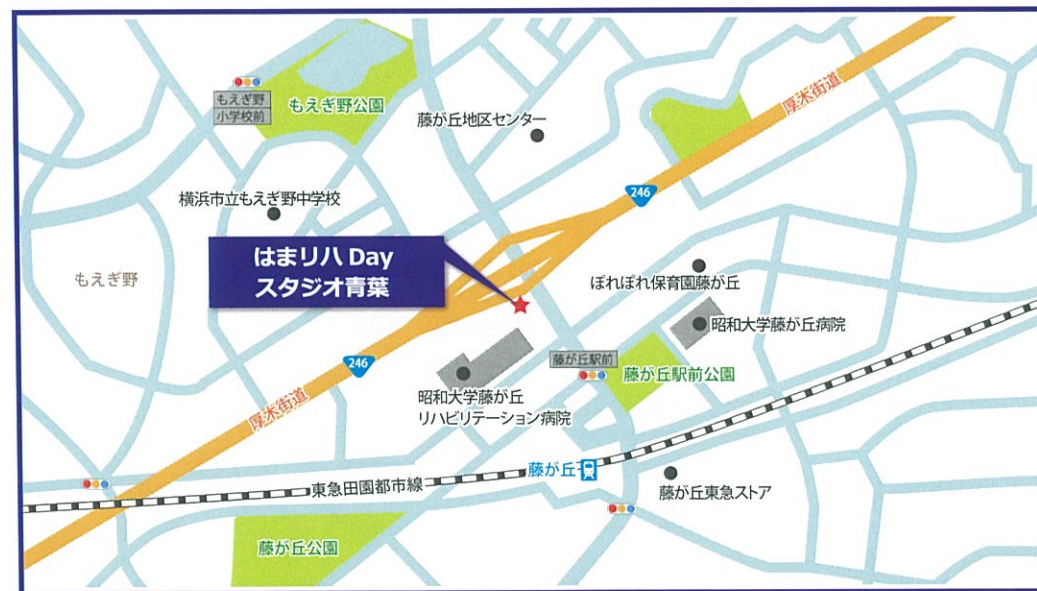 もえぎ野
小学校前
もえぎ野公園
藤が丘地区センター
厚木街道
246
横浜市立もえぎ野中学校
もえぎ野
はまリハ Day
スタジオ青葉
ぽれぽれ保育園藤が丘
昭和大学藤が丘病院
藤が丘駅前
藤が丘駅前公園
246
昭和大学藤が丘
リハビリテーション病院
厚木街道
藤が丘
東急田園都市線
藤が丘東急ストア
藤が丘公園